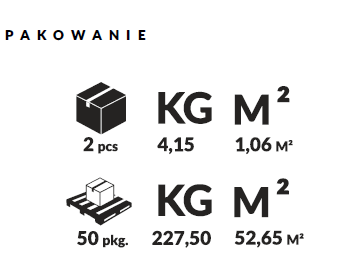 PAKOWANIE
KG M²
2 pcs 4,15 1,06 M²
KG M²
50 pkg. 227,50 52,65 M²